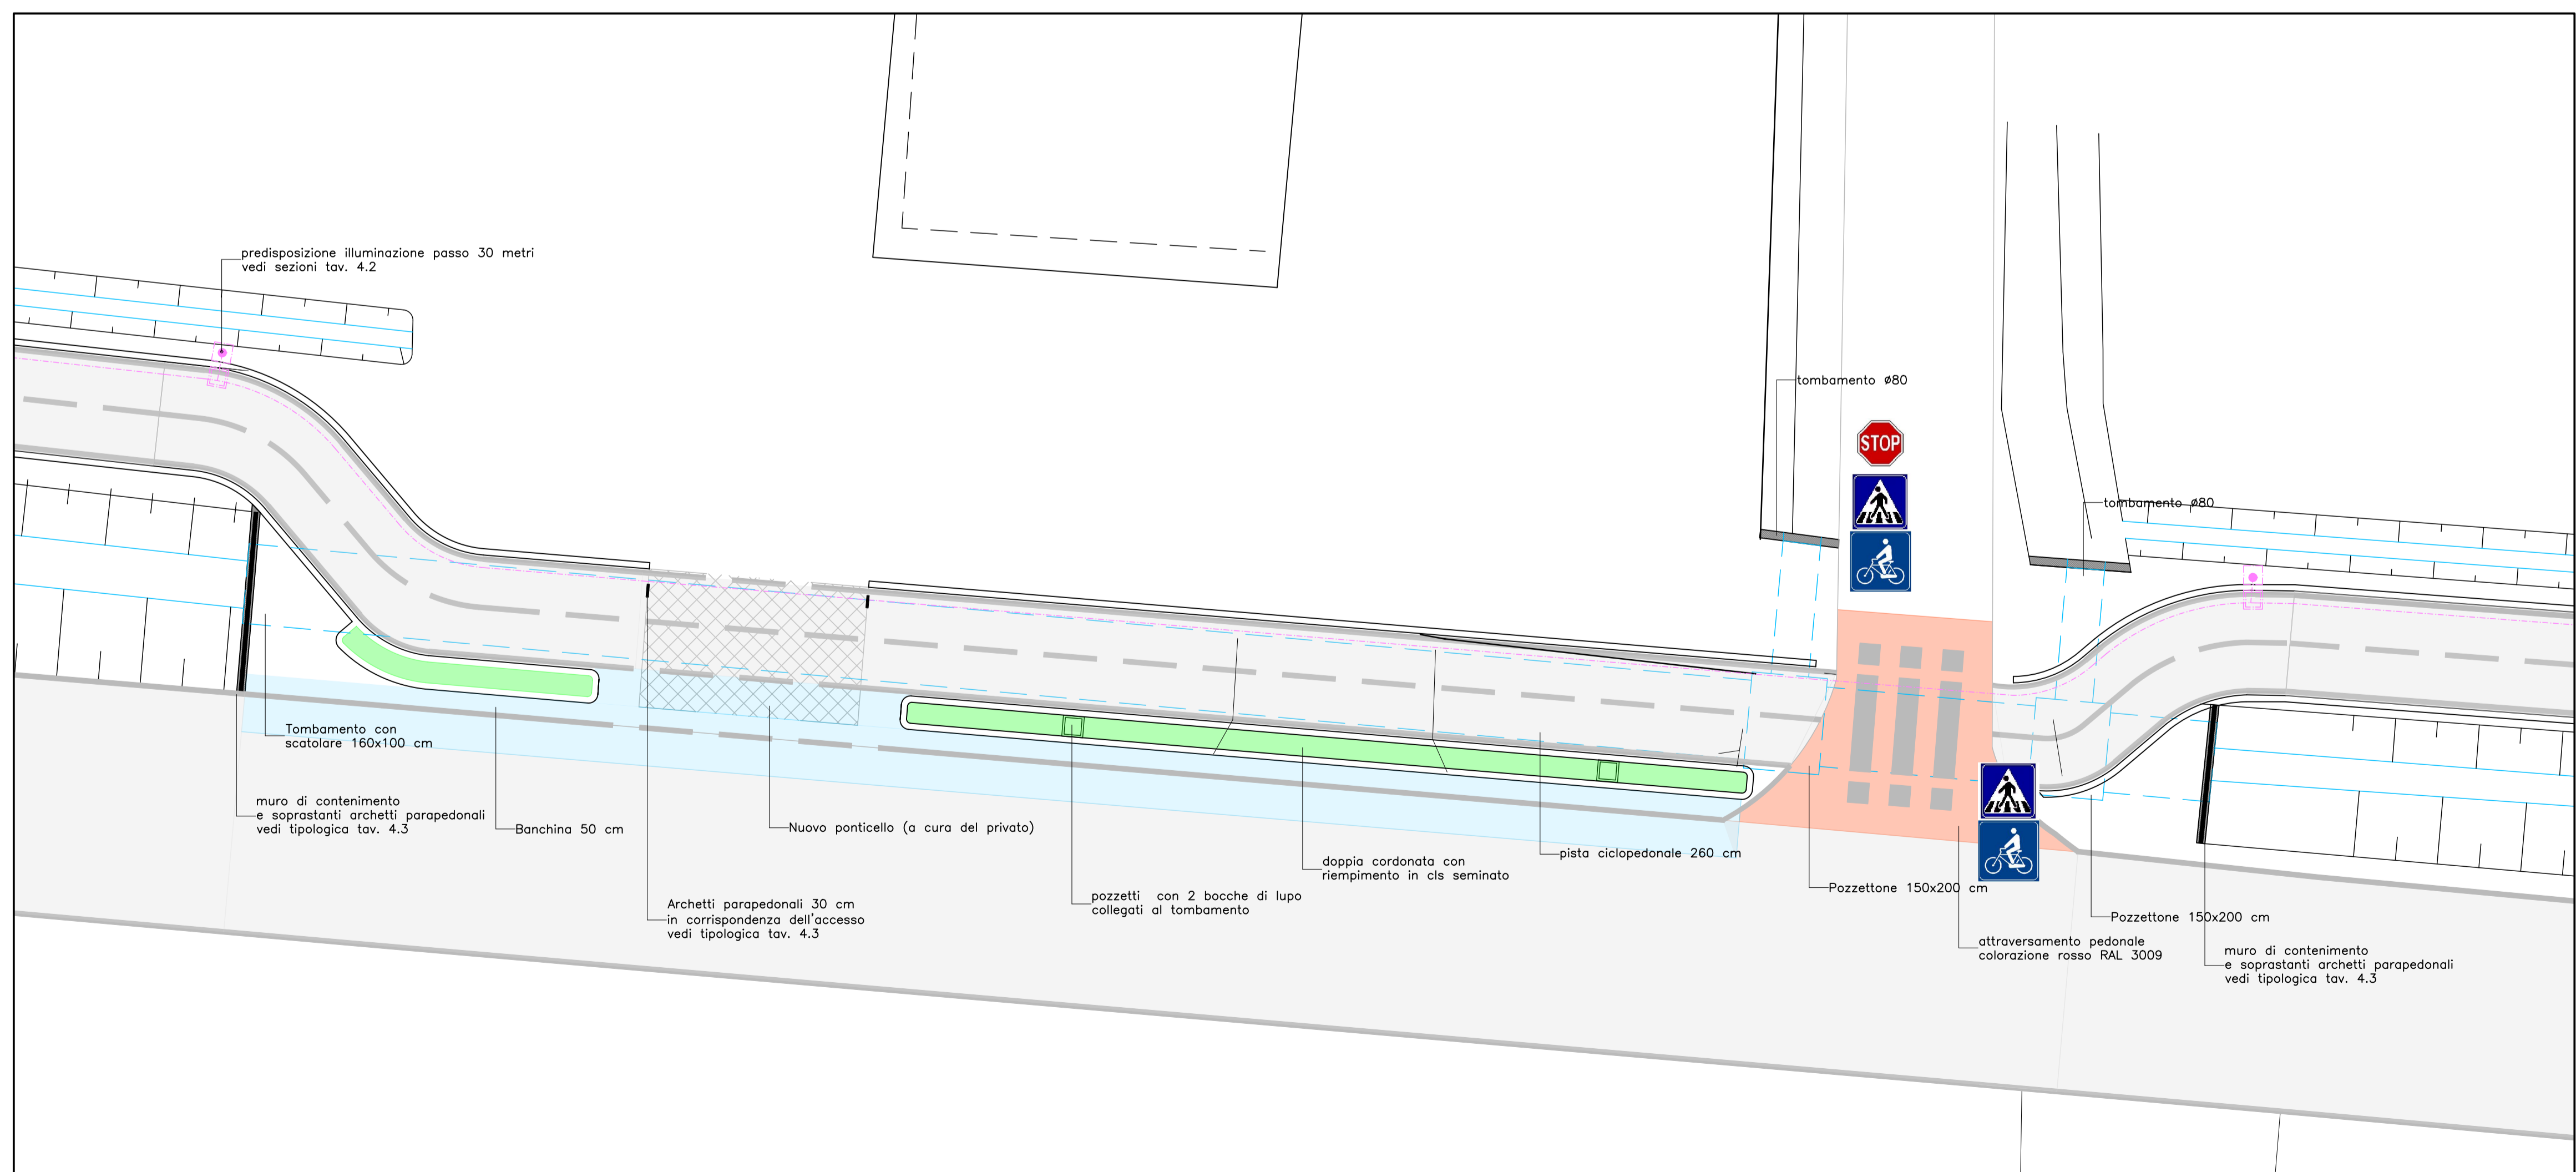 predisposizione illuminazione passo 30 metri
vedi sezioni tav. 4.2
tombamento ø80
STOP
tombamento ø80
Tombamento con
scatolare 160x100 cm
muro di contenimento
e soprastanti archetti parapedonali
vedi tipologica tav. 4.3
Banchina 50 cm
Nuovo ponticello (a cura del privato)
Archetti parapedonali 30 cm
in corrispondenza dell'accesso
vedi tipologica tav. 4.3
pozzetti con 2 bocche di lupo
collegati al tombamento
doppia cordonata con
riempimento in cls seminato
pista ciclopedonale 260 cm
Pozzettone 150x200 cm
attraversamento pedonale
colorazione rosso RAL 3009
Pozzettone 150x200 cm
muro di contenimento
e soprastanti archetti parapedonali
vedi tipologica tav. 4.3